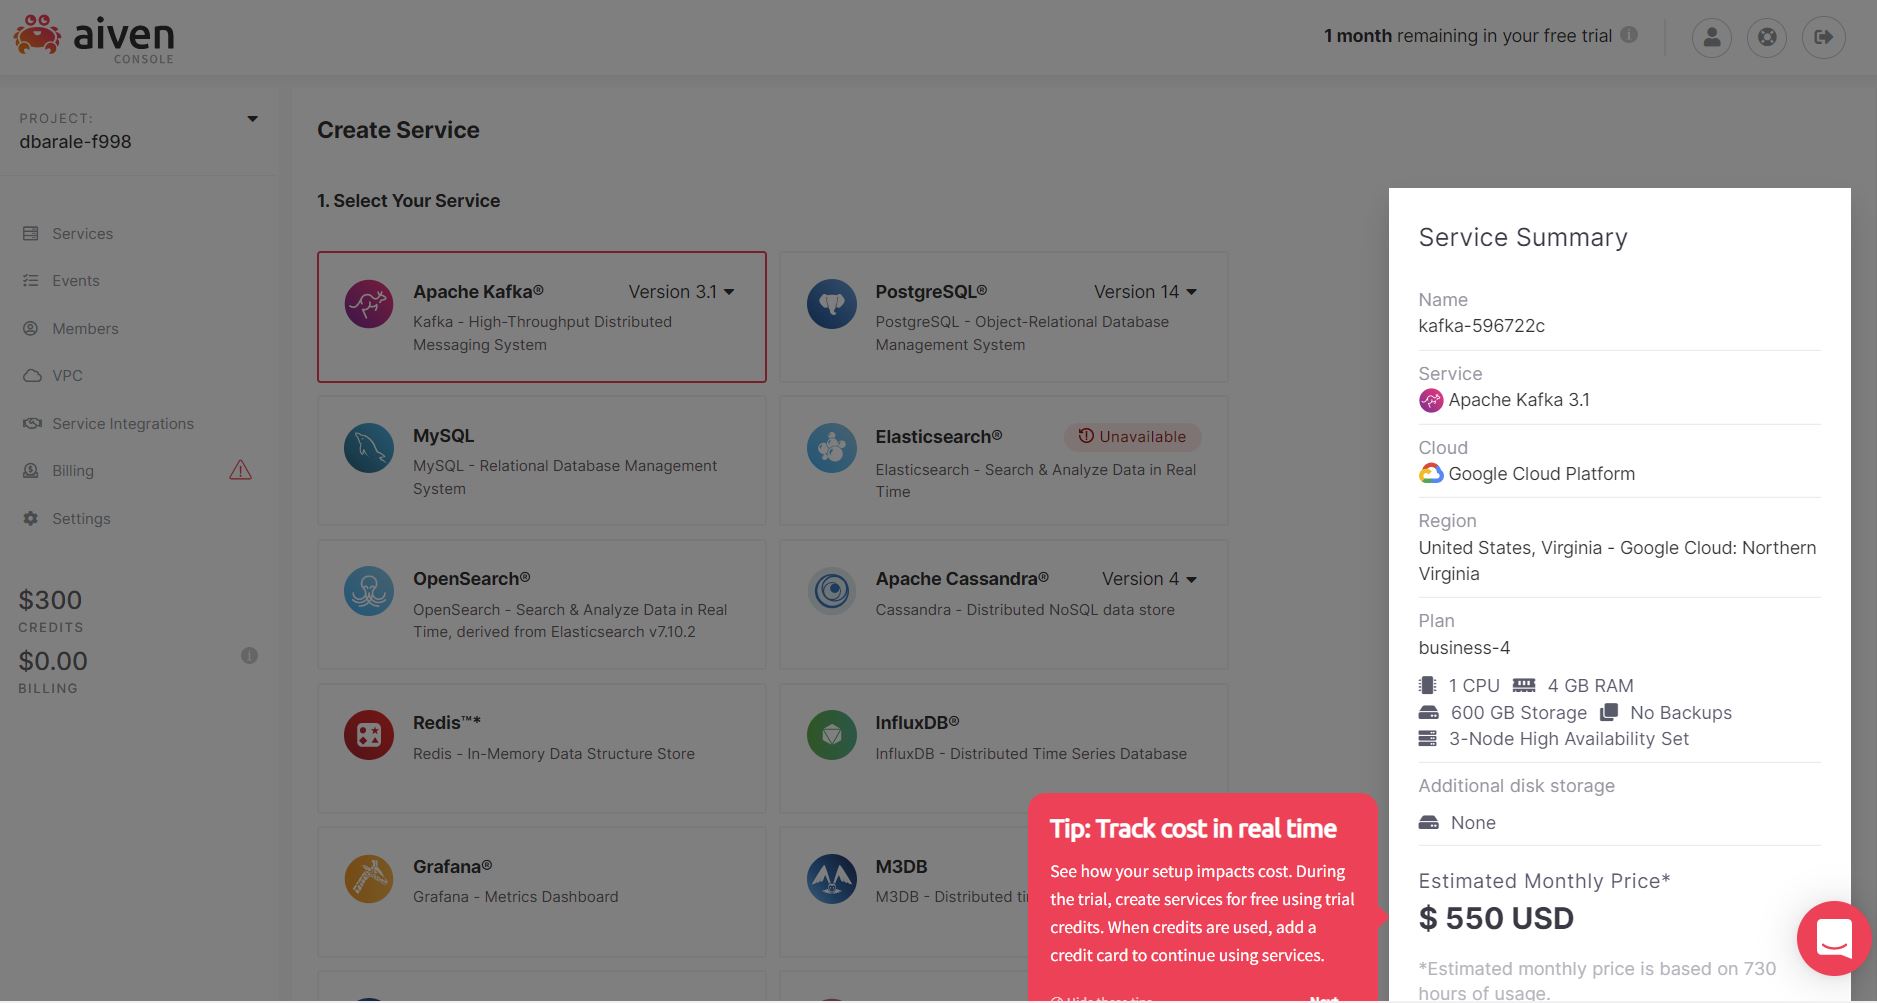 aiven
CONSOLE
1 month remaining in your free trial
PROJECT:
dbarale-f998
Services
Events
Members
VPC
Service Integrations
Billing
Settings
$300
CREDITS
$0.00
BILLING
Create Service
1. Select Your Service
Apache Kafka® Version 3.1
Kafka - High-Throughput Distributed
Messaging System
PostgreSQL® Version 14
PostgreSQL - Object-Relational Database
Management System
MySQL
MySQL - Relational Database Management
System
Elasticsearch® Unavailable
Elasticsearch - Search & Analyze Data in Real
Time
OpenSearch®
OpenSearch - Search & Analyze Data in Real
Time, derived from Elasticsearch v7.10.2
Apache Cassandra® Version 4
Cassandra - Distributed NoSQL data store
Redis™*
Redis - In-Memory Data Structure Store
InfluxDB®
InfluxDB - Distributed Time Series Database
Grafana®
Grafana - Metrics Dashboard
M3DB
M3DB - Distributed
Tip: Track cost in real time
See how your setup impacts cost. During
the trial, create services for free using trial
credits. When credits are used, add a
credit card to continue using services.
Service Summary
Name
kafka-596722c
Service
Apache Kafka 3.1
Cloud
Google Cloud Platform
Region
United States, Virginia - Google Cloud: Northern
Virginia
Plan
business-4
1 CPU 4 GB RAM
600 GB Storage No Backups
3-Node High Availability Set
Additional disk storage
None
Estimated Monthly Price*
$ 550 USD
*Estimated monthly price is based on 730
hours of usage.